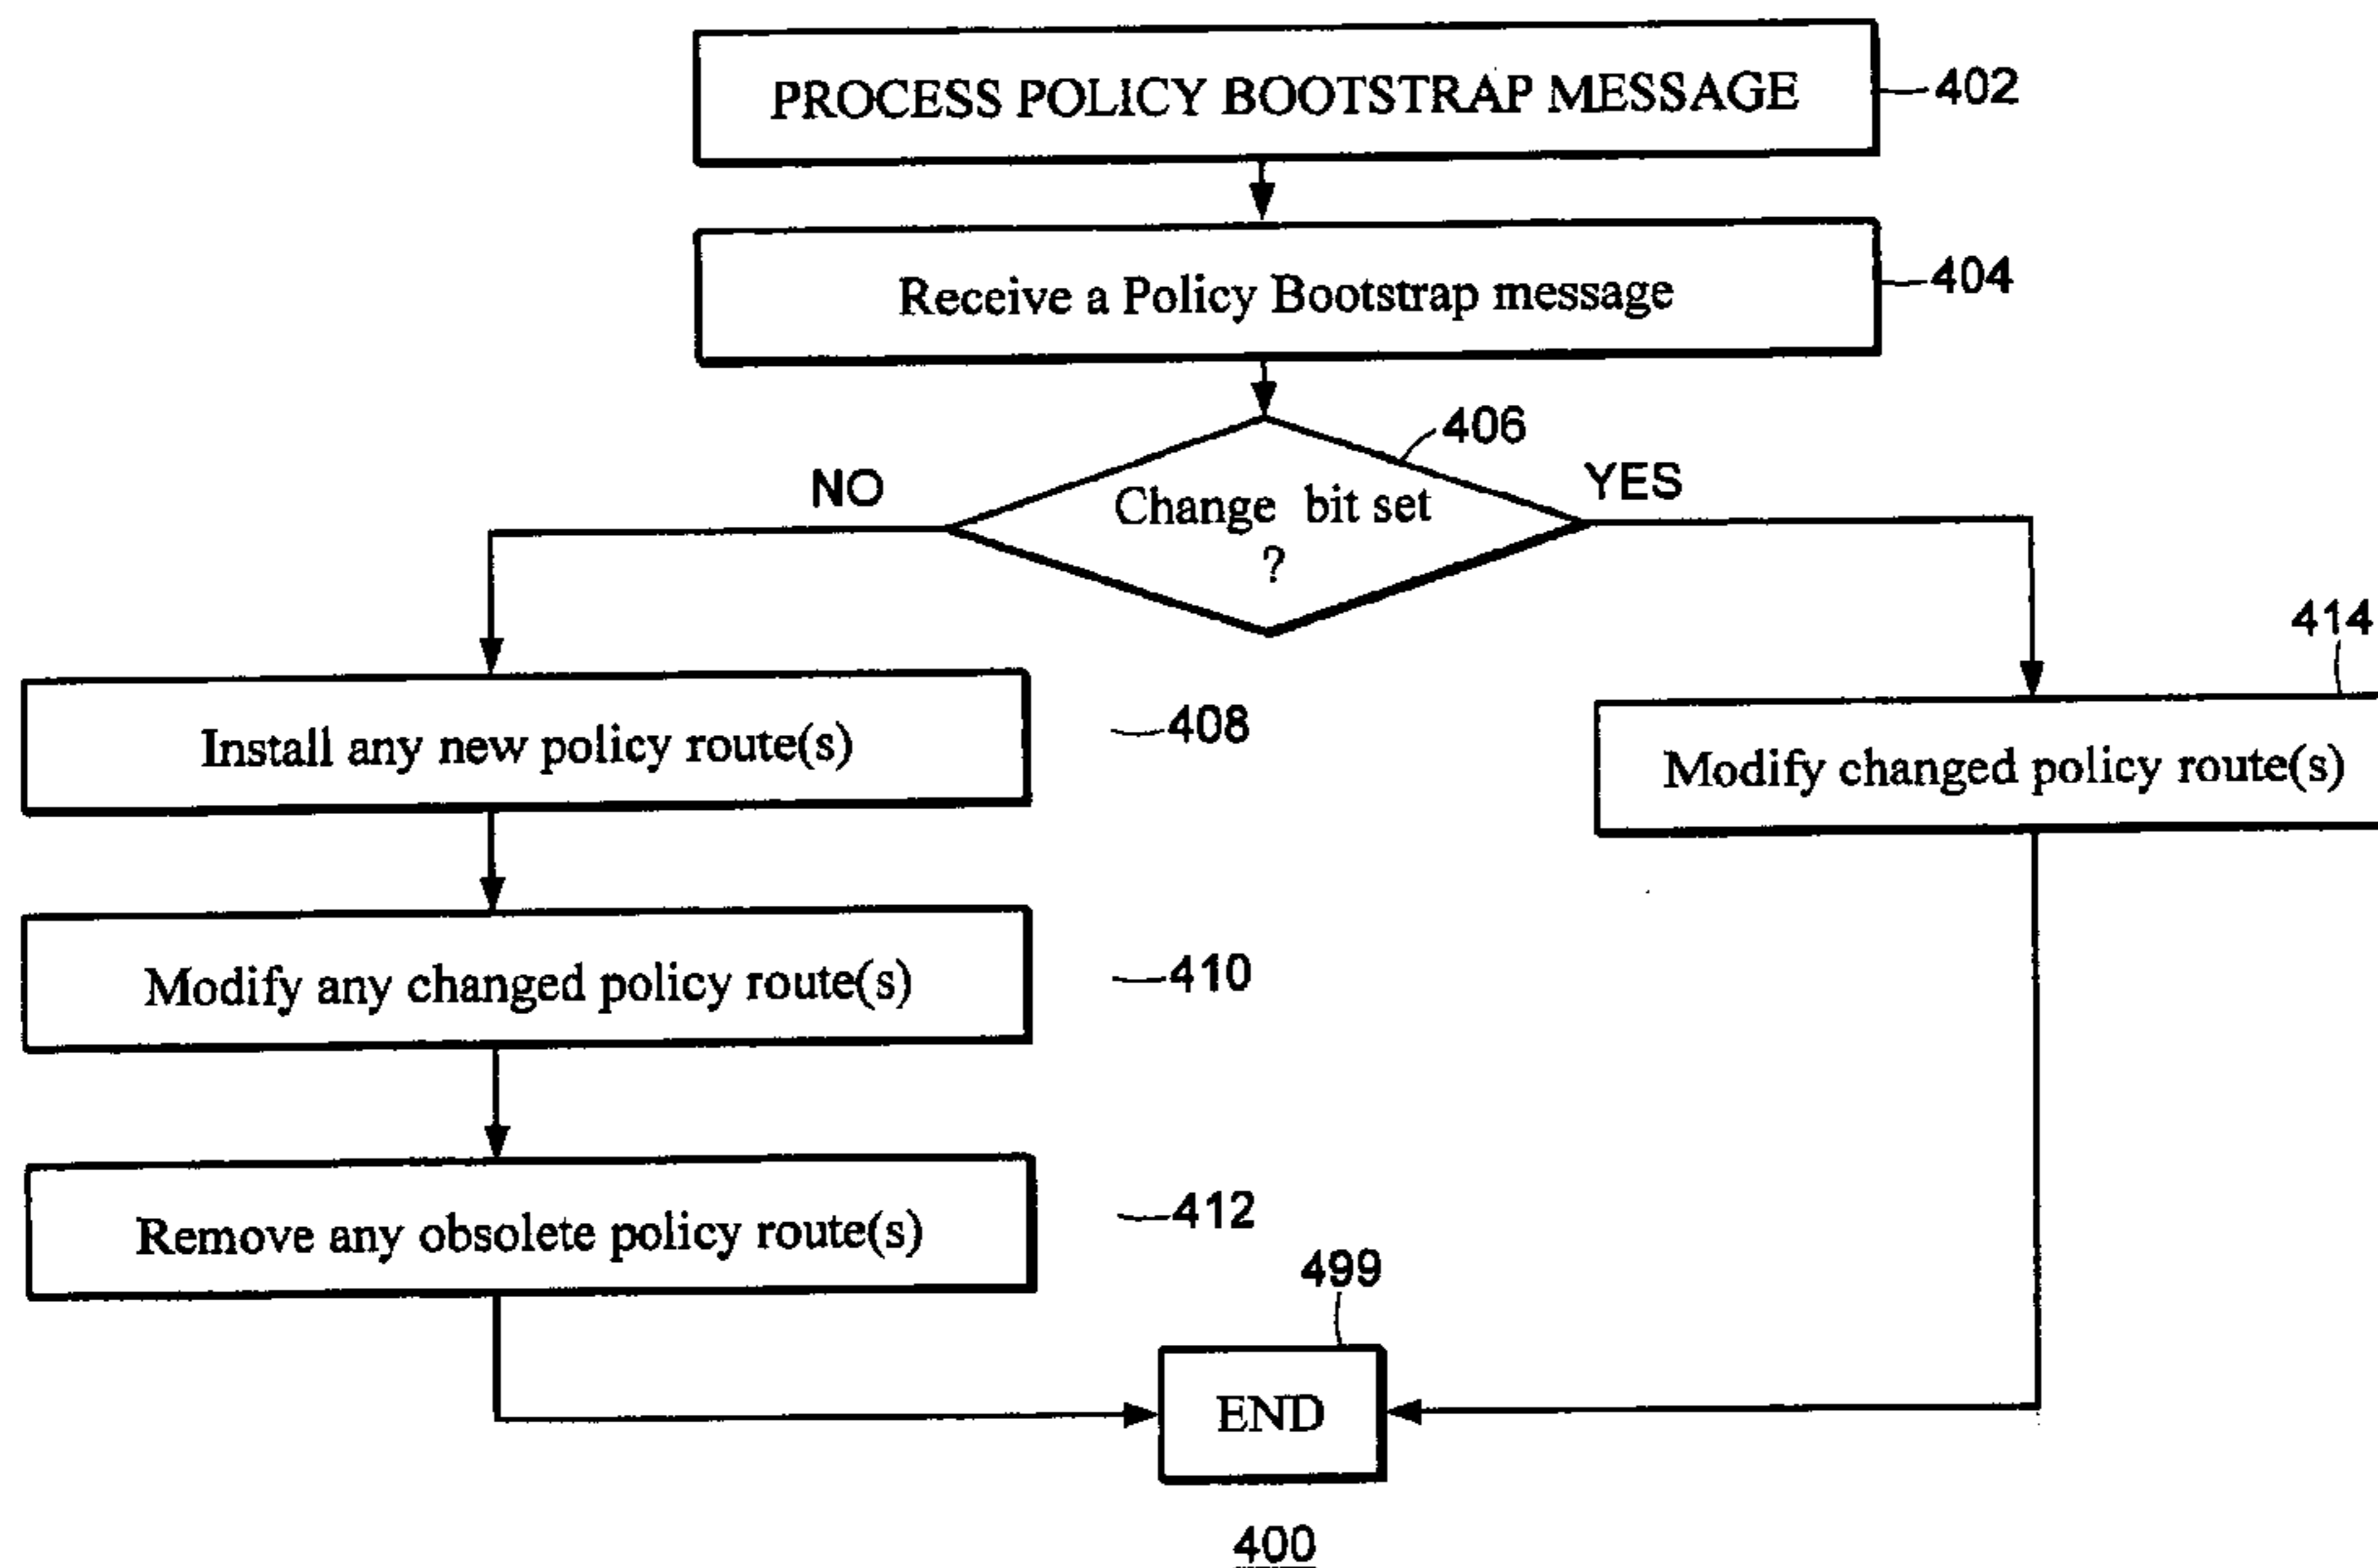 PROCESS POLICY BOOTSTRAP MESSAGE
402
Receive a Policy Bootstrap message
404
406
NO
Change bit set
?
YES
414
Install any new policy route(s)
408
Modify changed policy route(s)
Modify any changed policy route(s)
410
Remove any obsolete policy route(s)
412
499
END
400